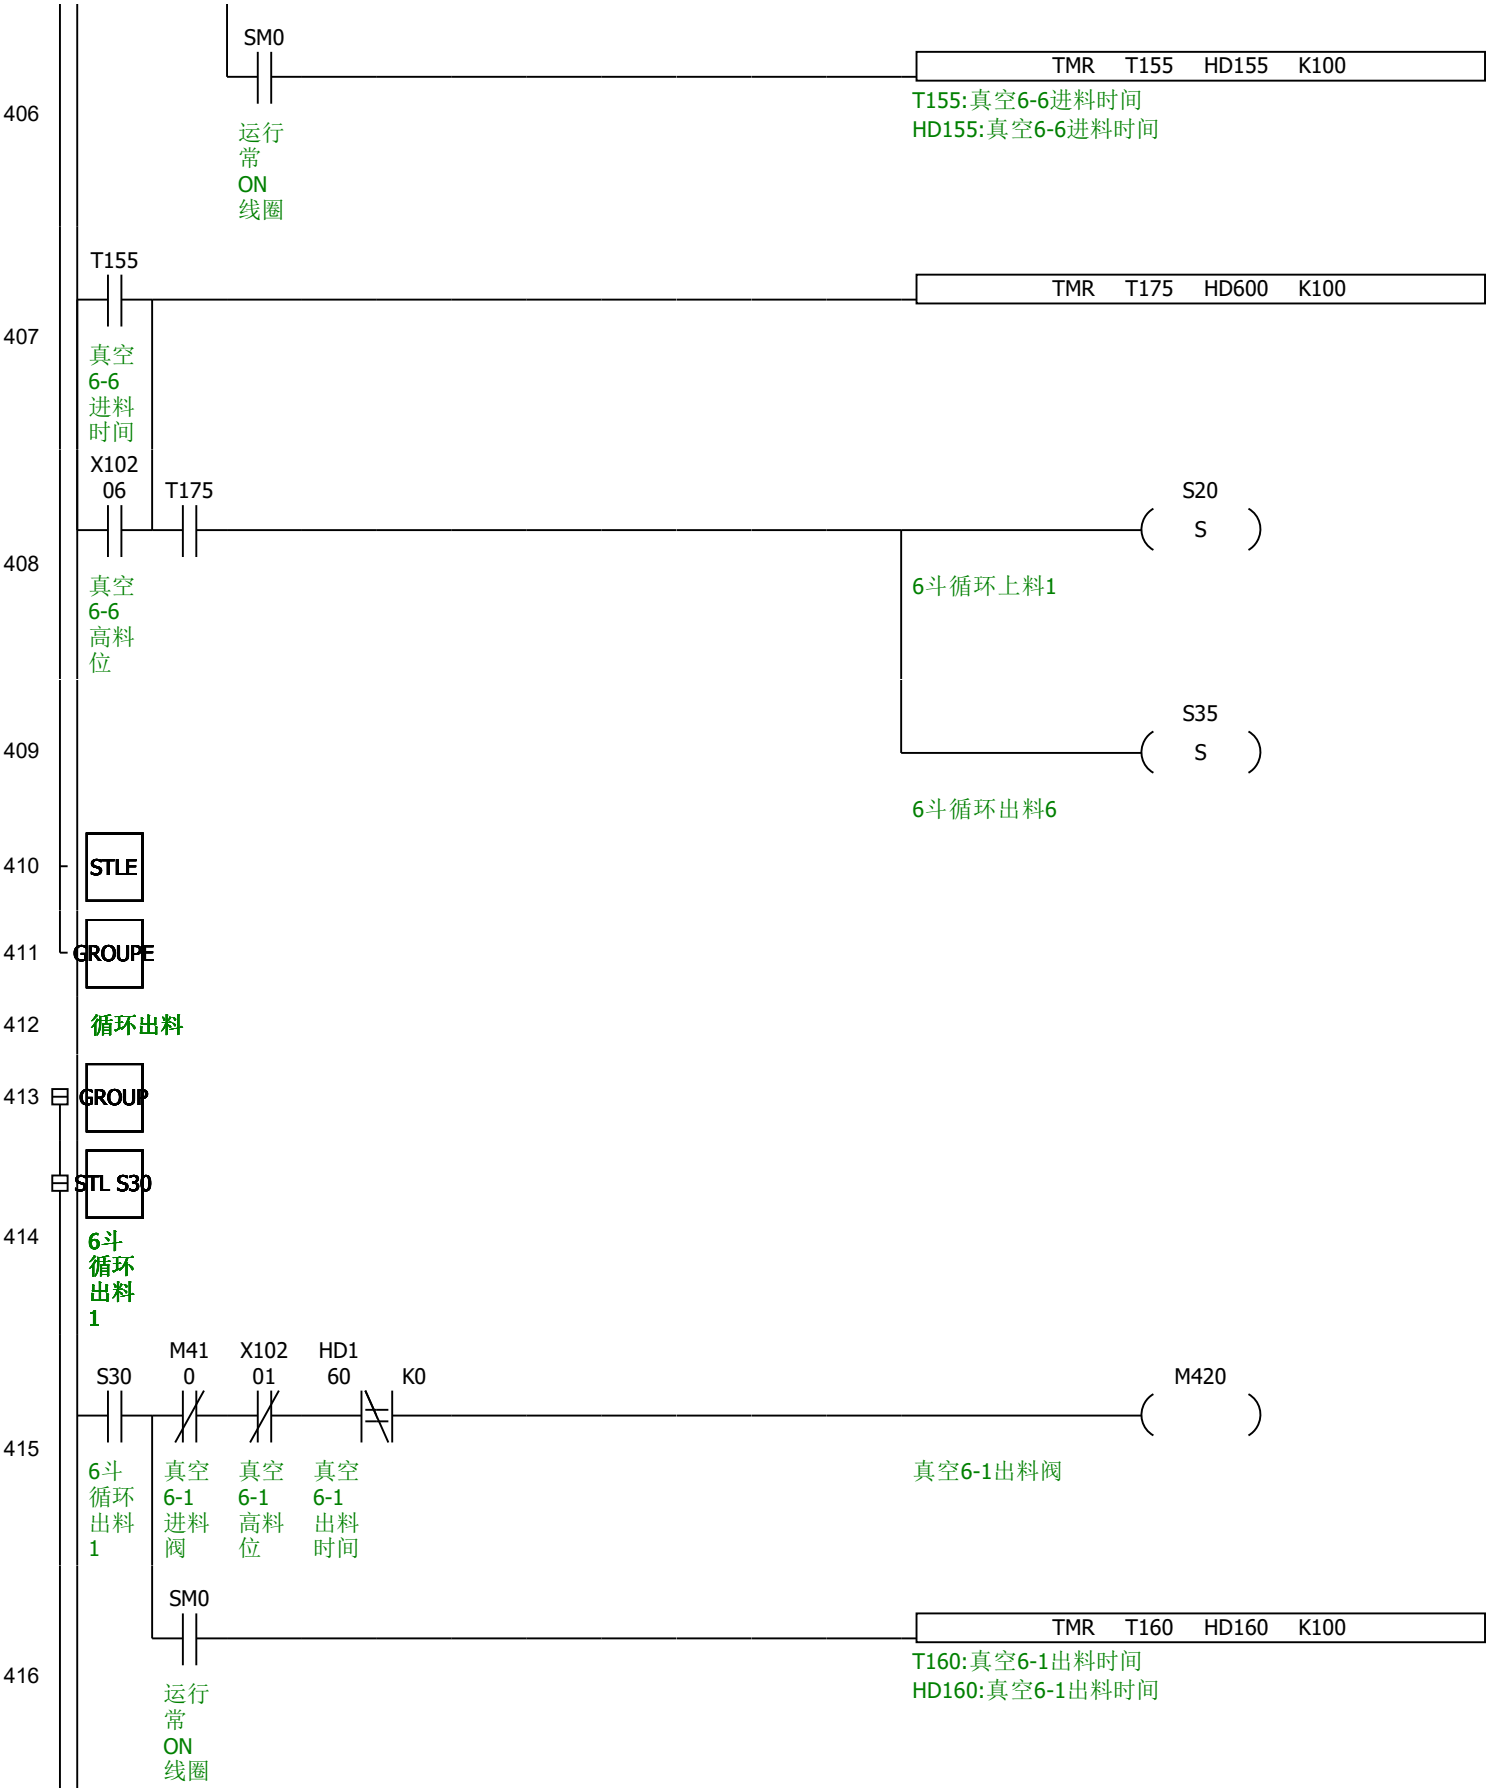 SM0
TMR T155 HD155 K100
406
T155:真空6-6进料时间
HD155:真空6-6进料时间
运行
常
ON
线圈
T155
TMR T175 HD600 K100
407
真空
6-6
进料
时间
X102
06
T175
S20
S
408
真空
6-6
高料
位
6斗循环上料1
S35
S
409
6斗循环出料6
410
STLE
411
GROUPE
412
循环出料
413
GROUP
STL S30
414
6斗
循环
出料
1
M41
X102
HD1
S30
0
01
60
K0
M420
415
6斗
循环
出料
1
真空
6-1
进料
阀
真空
6-1
高料
位
真空
6-1
出料
时间
真空6-1出料阀
SM0
TMR T160 HD160 K100
416
T160:真空6-1出料时间
HD160:真空6-1出料时间
运行
常
ON
线圈